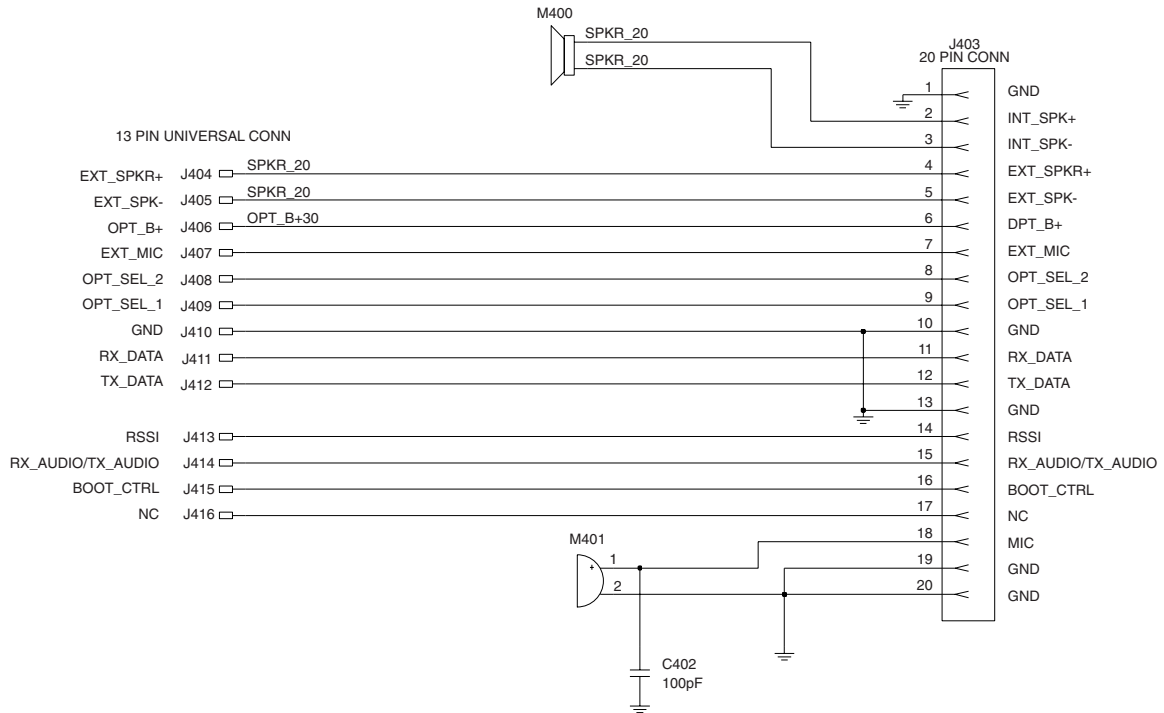 M400
SPKR_20
SPKR_20
J403
20 PIN CONN
1 GND
2 INT_SPK+
3 INT_SPK-
13 PIN UNIVERSAL CONN
EXT_SPKR+ J404 SPKR_20 4 EXT_SPKR+
EXT_SPK- J405 SPKR_20 5 EXT_SPK-
OPT_B+ J406 OPT_B+30 6 DPT_B+
EXT_MIC J407 7 EXT_MIC
OPT_SEL_2 J408 8 OPT_SEL_2
OPT_SEL_1 J409 9 OPT_SEL_1
GND J410 10 GND
RX_DATA J411 11 RX_DATA
TX_DATA J412 12 TX_DATA
13 GND
RSSI J413 14 RSSI
RX_AUDIO/TX_AUDIO J414 15 RX_AUDIO/TX_AUDIO
BOOT_CTRL J415 16 BOOT_CTRL
NC J416 17 NC
18 MIC
19 GND
20 GND
M401
+ 1
2
C402
100pF